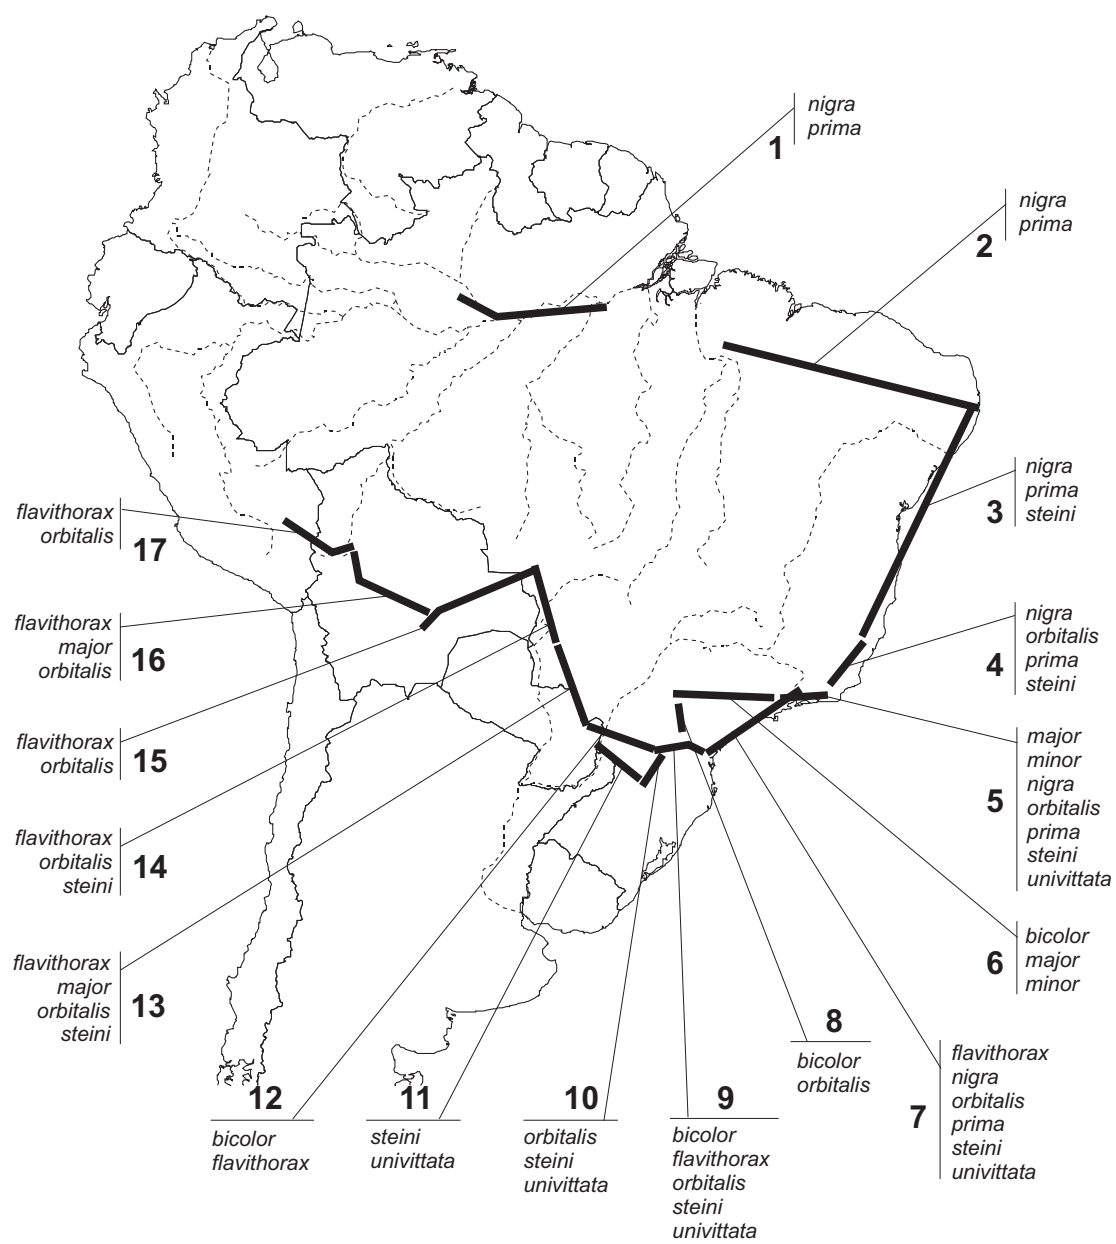 nigra
prima
1
nigra
prima
2
nigra
prima
steini
3
nigra
orbitalis
prima
steini
4
major
minor
nigra
orbitalis
prima
steini
univittata
5
bicolor
major
minor
6
flavithorax
nigra
orbitalis
prima
steini
univittata
7
8
bicolor
orbitalis
9
bicolor
flavithorax
orbitalis
steini
univittata
10
orbitalis
steini
univittata
11
steini
univittata
12
bicolor
flavithorax
flavithorax
major
orbitalis
steini
13
flavithorax
orbitalis
steini
14
flavithorax
orbitalis
15
flavithorax
major
orbitalis
16
flavithorax
orbitalis
17